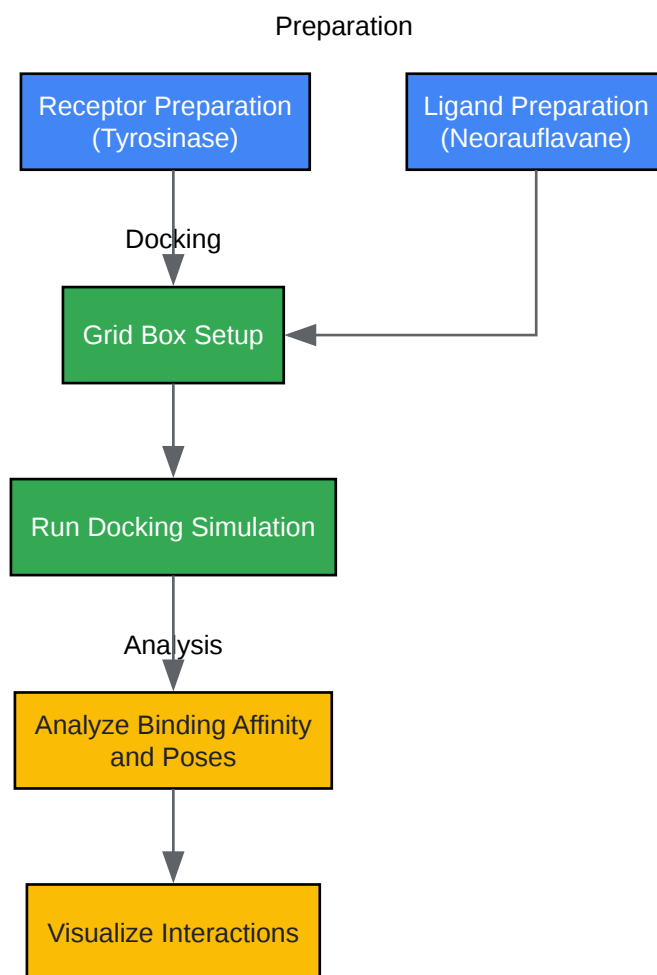 Preparation
Receptor Preparation
(Tyrosinase)
Ligand Preparation
(Neorauflavane)
Docking
Grid Box Setup
Run Docking Simulation
Analysis
Analyze Binding Affinity
and Poses
Visualize Interactions